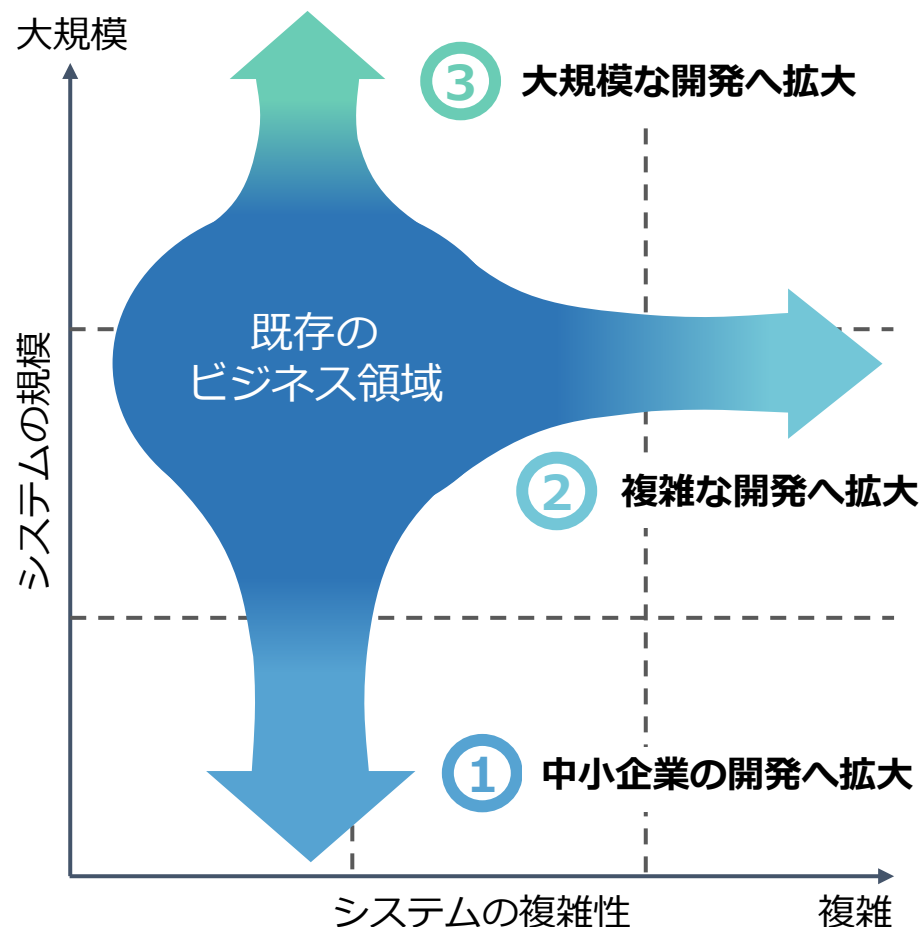 大規模
③ 大規模な開発へ拡大
既存の
ビジネス領域
システムの規模
② 複雑な開発へ拡大
① 中小企業の開発へ拡大
システムの複雑性
複雑